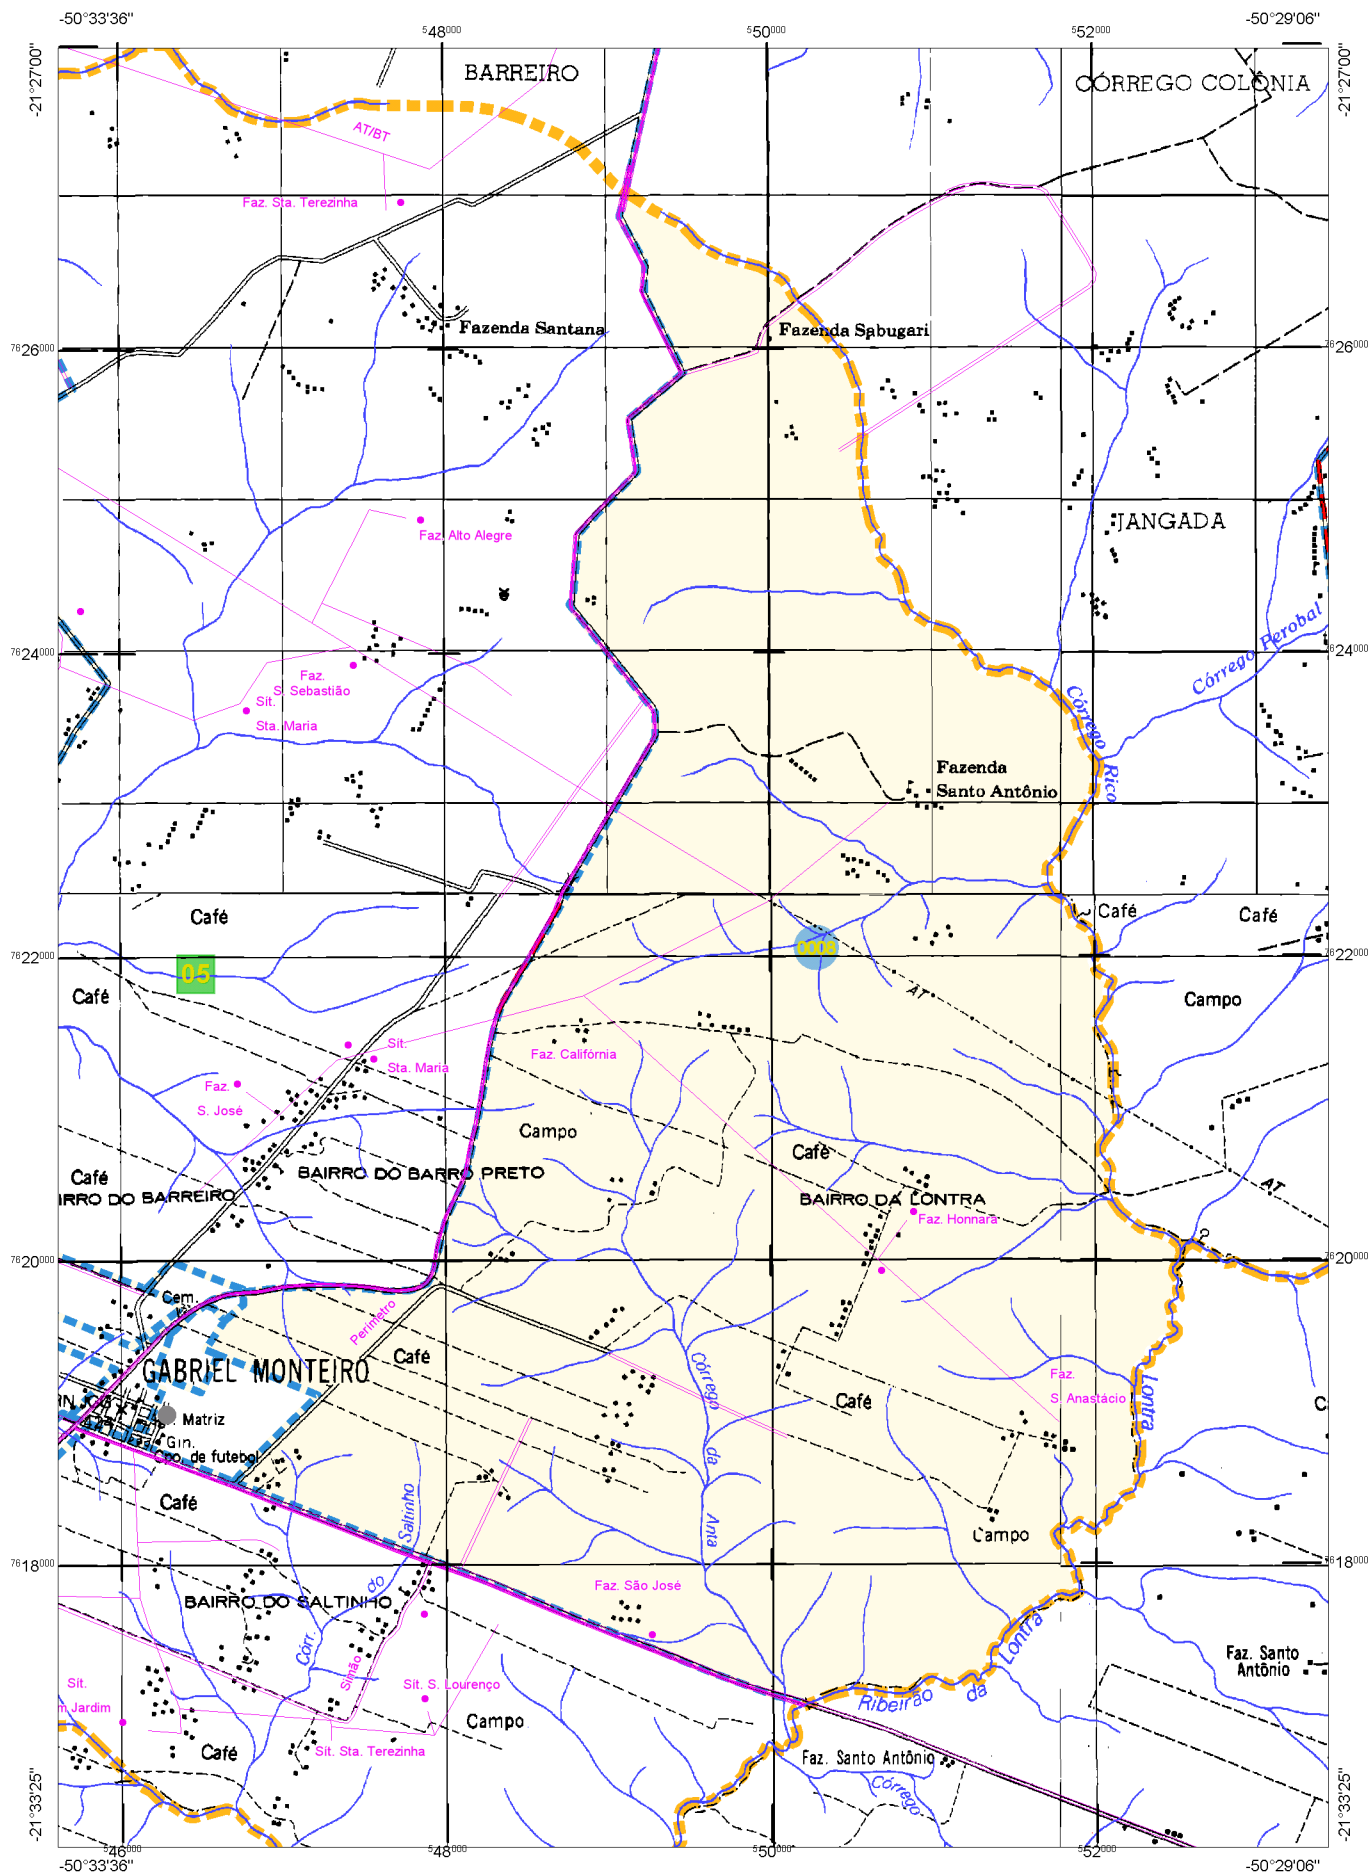 -50°33'36"
-50°29'06"
548000
550000
552000
-21°27'00"
-21°27'00"
BARREIRO
CÓRREGO COLÔNIA
AT/BT
Faz. Sta. Terezinha
Fazenda Santana
Fazenda Sabugari
7626000
7626000
JANGADA
Faz. Alto Alegre
Córrego Perobal
7624000
7624000
Faz.
S. Sebastião
Sít.
Sta. Maria
Córrego Rico
Fazenda
Santo Antônio
Café
Café
Café
0008
7622000
7622000
05
Café
AT
Campo
Sít.
Sta. Maria
Faz. Califórnia
Faz.
S. José
Campo
Café
Café
BAIRRO DO BARRO PRETO
IRRO DO BARREIRO
BAIRRO DA LONTRA
AT
Faz. Honnara
7620000
7620000
Cem.
Perímetro
Café
GABRIEL MONTEIRO
Córrego da Anta
Faz.
S. Anastácio
Café
Lontra
Matriz
Gin.
Cpo. de futebol
Café
Campo
7618000
7618000
Córr. do Saltinho
Faz. São José
BAIRRO DO SALTINHO
Simão
Sít.
m Jardim
Sít. S. Lourenço
Ribeirão da Lontra
Faz. Santo
Antônio
Campo
Café
Sít. Sta. Terezinha
Faz. Santo Antônio
Córrego
-21°33'25"
-21°33'25"
546000
548000
550000
552000
-50°33'36"
-50°29'06"